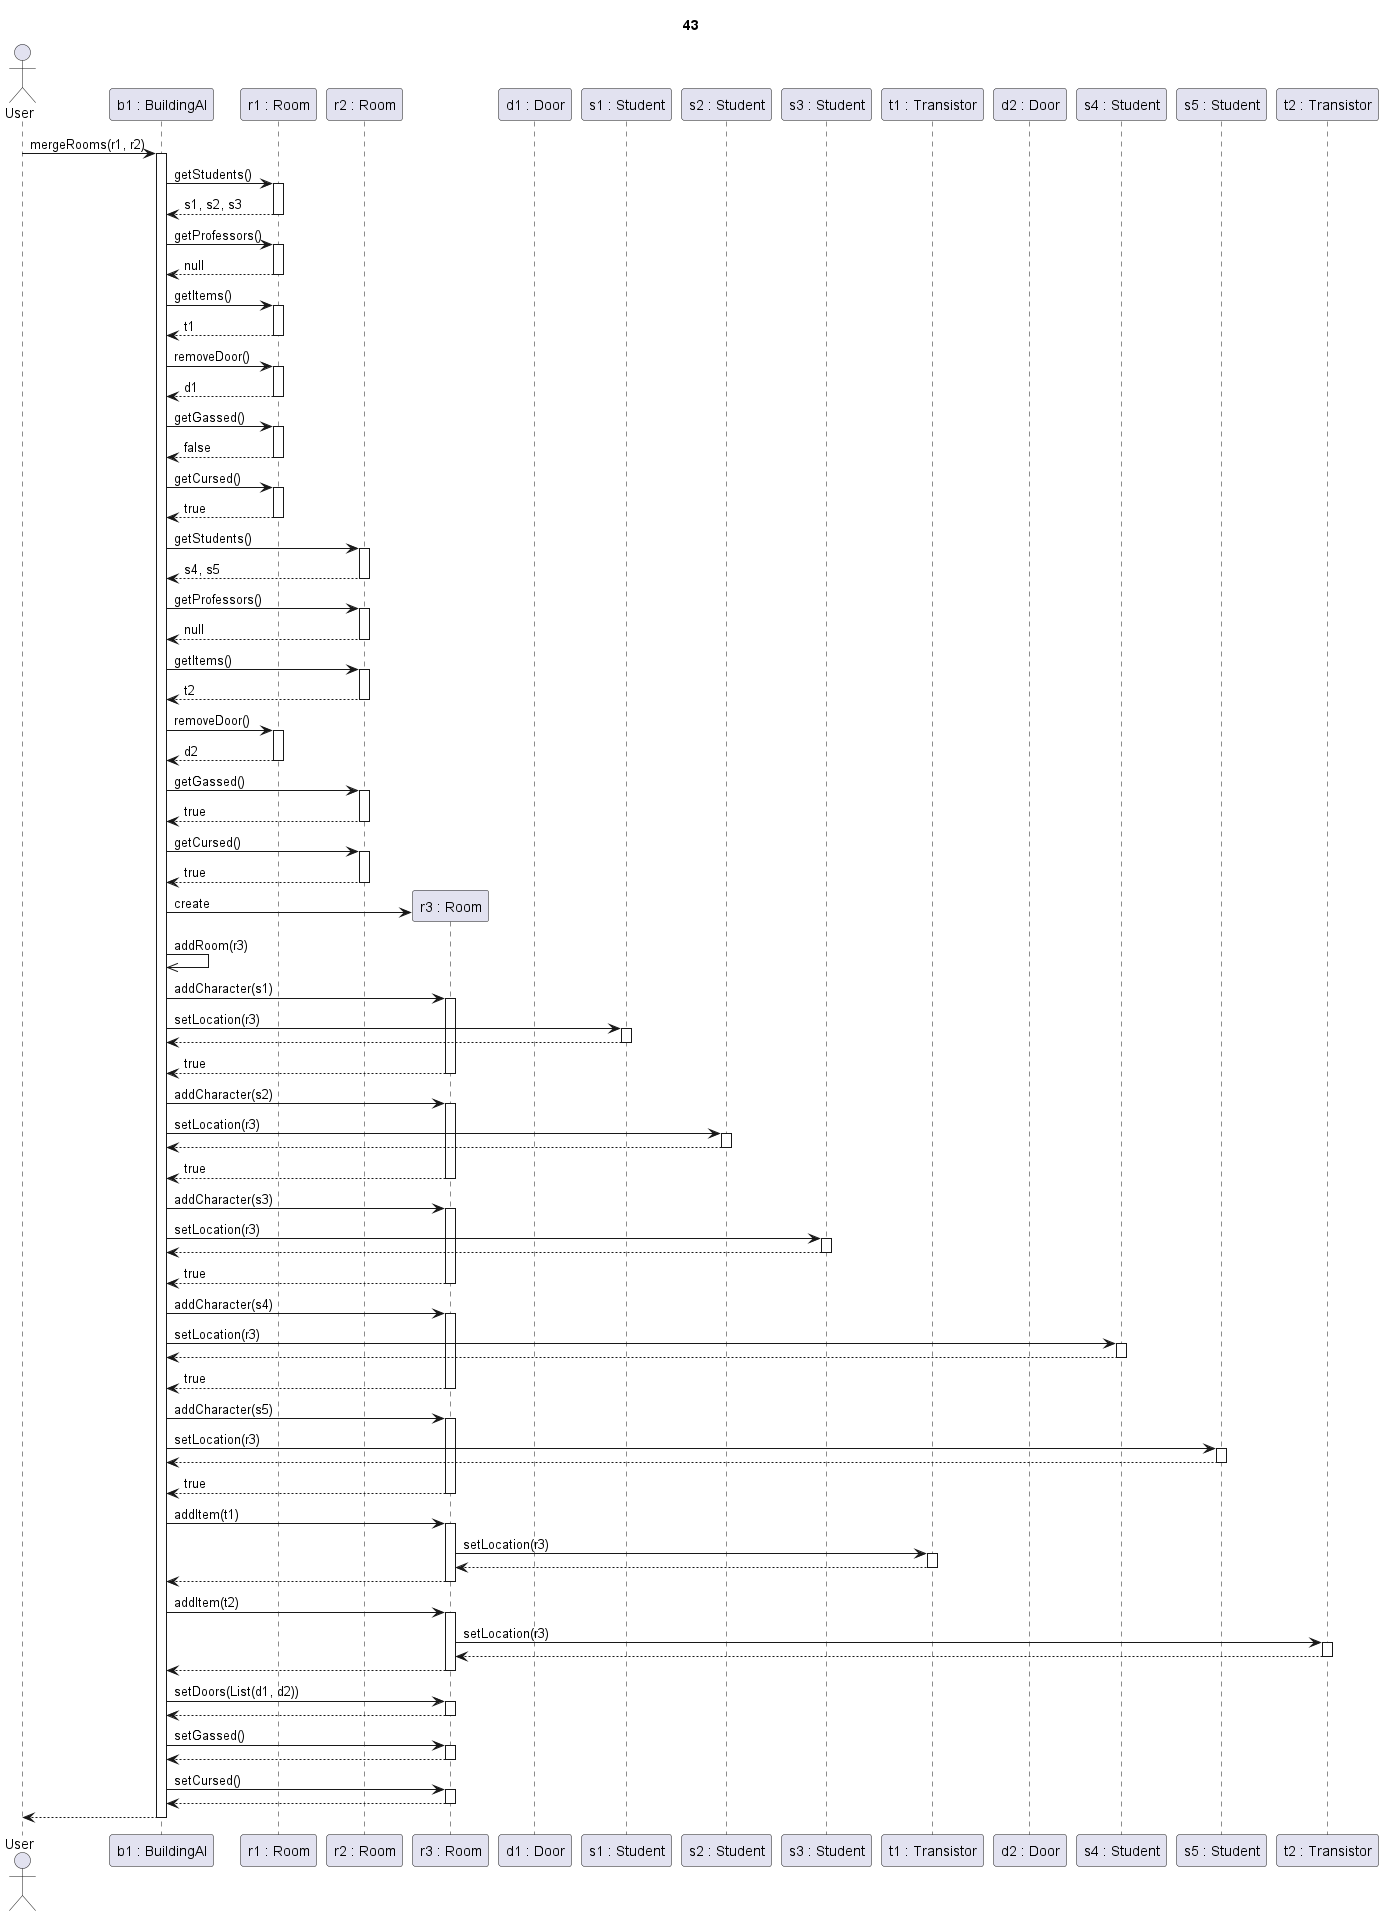 43
User
b1 : BuildingAI
r1 : Room
r2 : Room
d1 : Door
s1 : Student
s2 : Student
s3 : Student
t1 : Transistor
d2 : Door
s4 : Student
s5 : Student
t2 : Transistor
mergeRooms(r1, r2)
getStudents()
s1, s2, s3
getProfessors()
null
getItems()
t1
removeDoor()
d1
getGassed()
false
getCursed()
true
getStudents()
s4, s5
getProfessors()
null
getItems()
t2
removeDoor()
d2
getGassed()
true
getCursed()
true
create
r3 : Room
addRoom(r3)
addCharacter(s1)
setLocation(r3)
true
addCharacter(s2)
setLocation(r3)
true
addCharacter(s3)
setLocation(r3)
true
addCharacter(s4)
setLocation(r3)
true
addCharacter(s5)
setLocation(r3)
true
addItem(t1)
setLocation(r3)
addItem(t2)
setLocation(r3)
setDoors(List(d1, d2))
setGassed()
setCursed()
User
b1 : BuildingAI
r1 : Room
r2 : Room
r3 : Room
d1 : Door
s1 : Student
s2 : Student
s3 : Student
t1 : Transistor
d2 : Door
s4 : Student
s5 : Student
t2 : Transistor